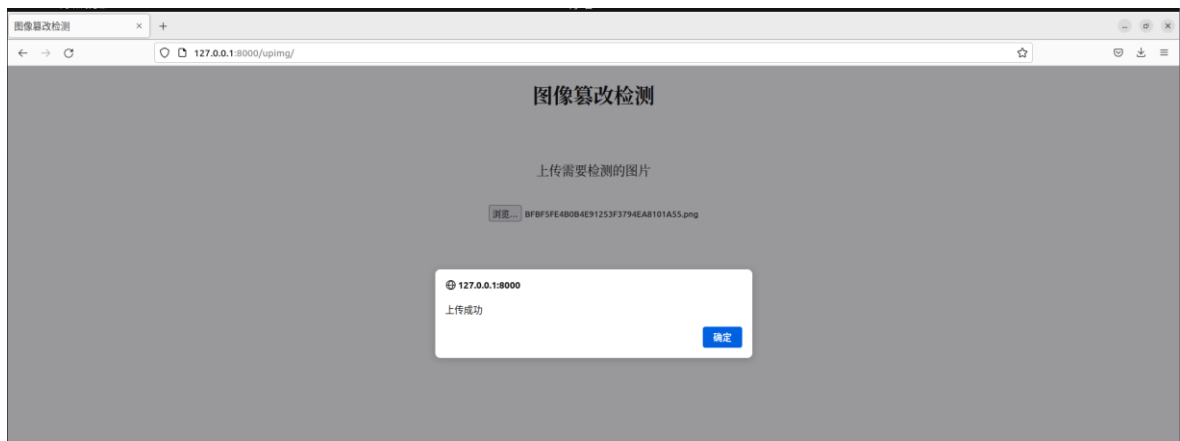 图像篡改检测
127.0.0.1:8000/upimg/
图像篡改检测
上传需要检测的图片
浏览... BFBF5FE4B0B4E91253F3794EA8101A55.png
127.0.0.1:8000
上传成功
确定